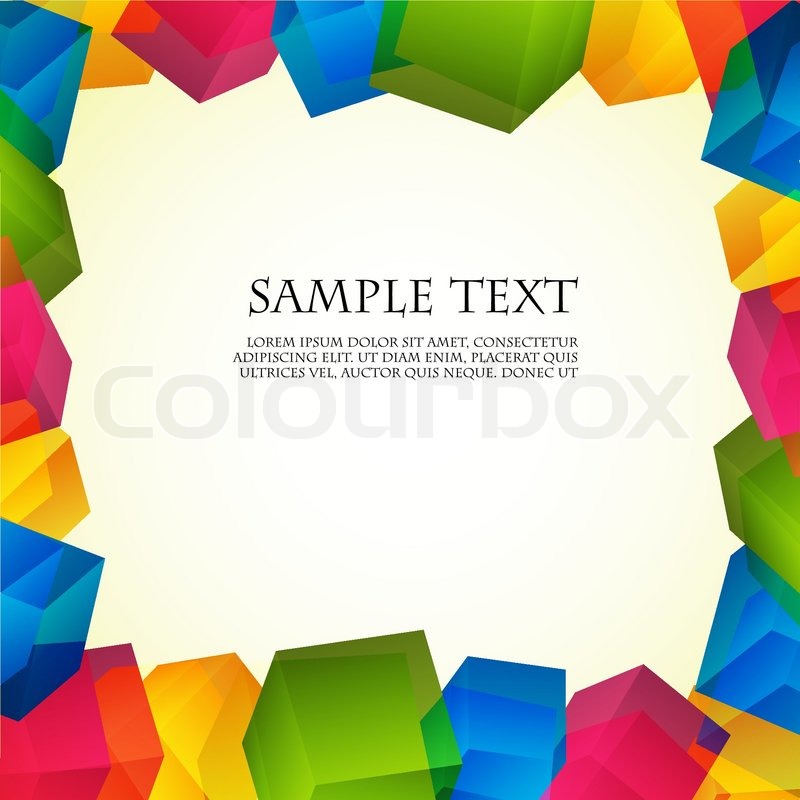 SAMPLE TEXT
LOREM IPSUM DOLOR SIT AMET, CONSECTETUR
ADIPISCING ELIT. UT DIAM ENIM, PLACERAT QUIS
ULTRICES VEL, AUCTOR QUIS NEQUE. DONEC UT
Colourbox